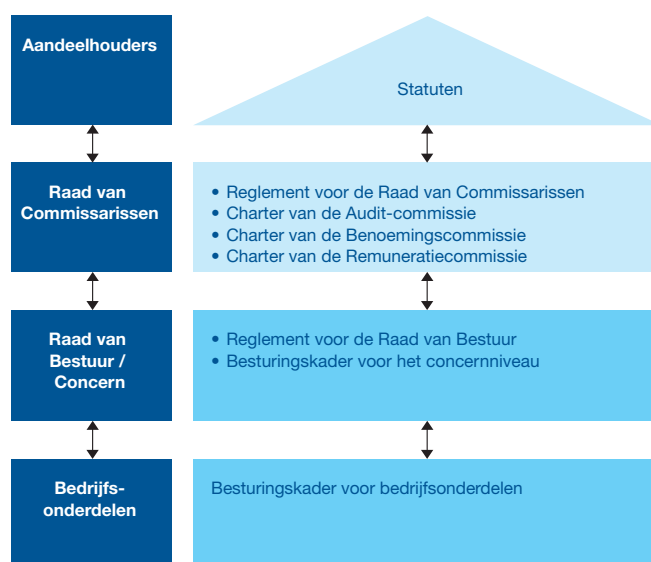 Aandeelhouders
Statuten
Raad van
Commissarissen
• Reglement voor de Raad van Commissarissen
• Charter van de Audit-commissie
• Charter van de Benoemingscommissie
• Charter van de Remuneratiecommissie
Raad van
Bestuur /
Concern
• Reglement voor de Raad van Bestuur
• Besturingskader voor het concernniveau
Bedrijfs-
onderdelen
Besturingskader voor bedrijfsonderdelen